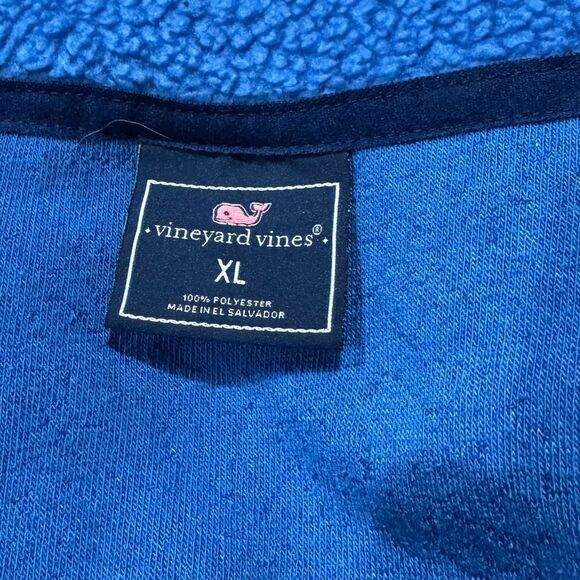 vineyard vines®
XL
100% POLYESTER
MADE IN EL SALVADOR